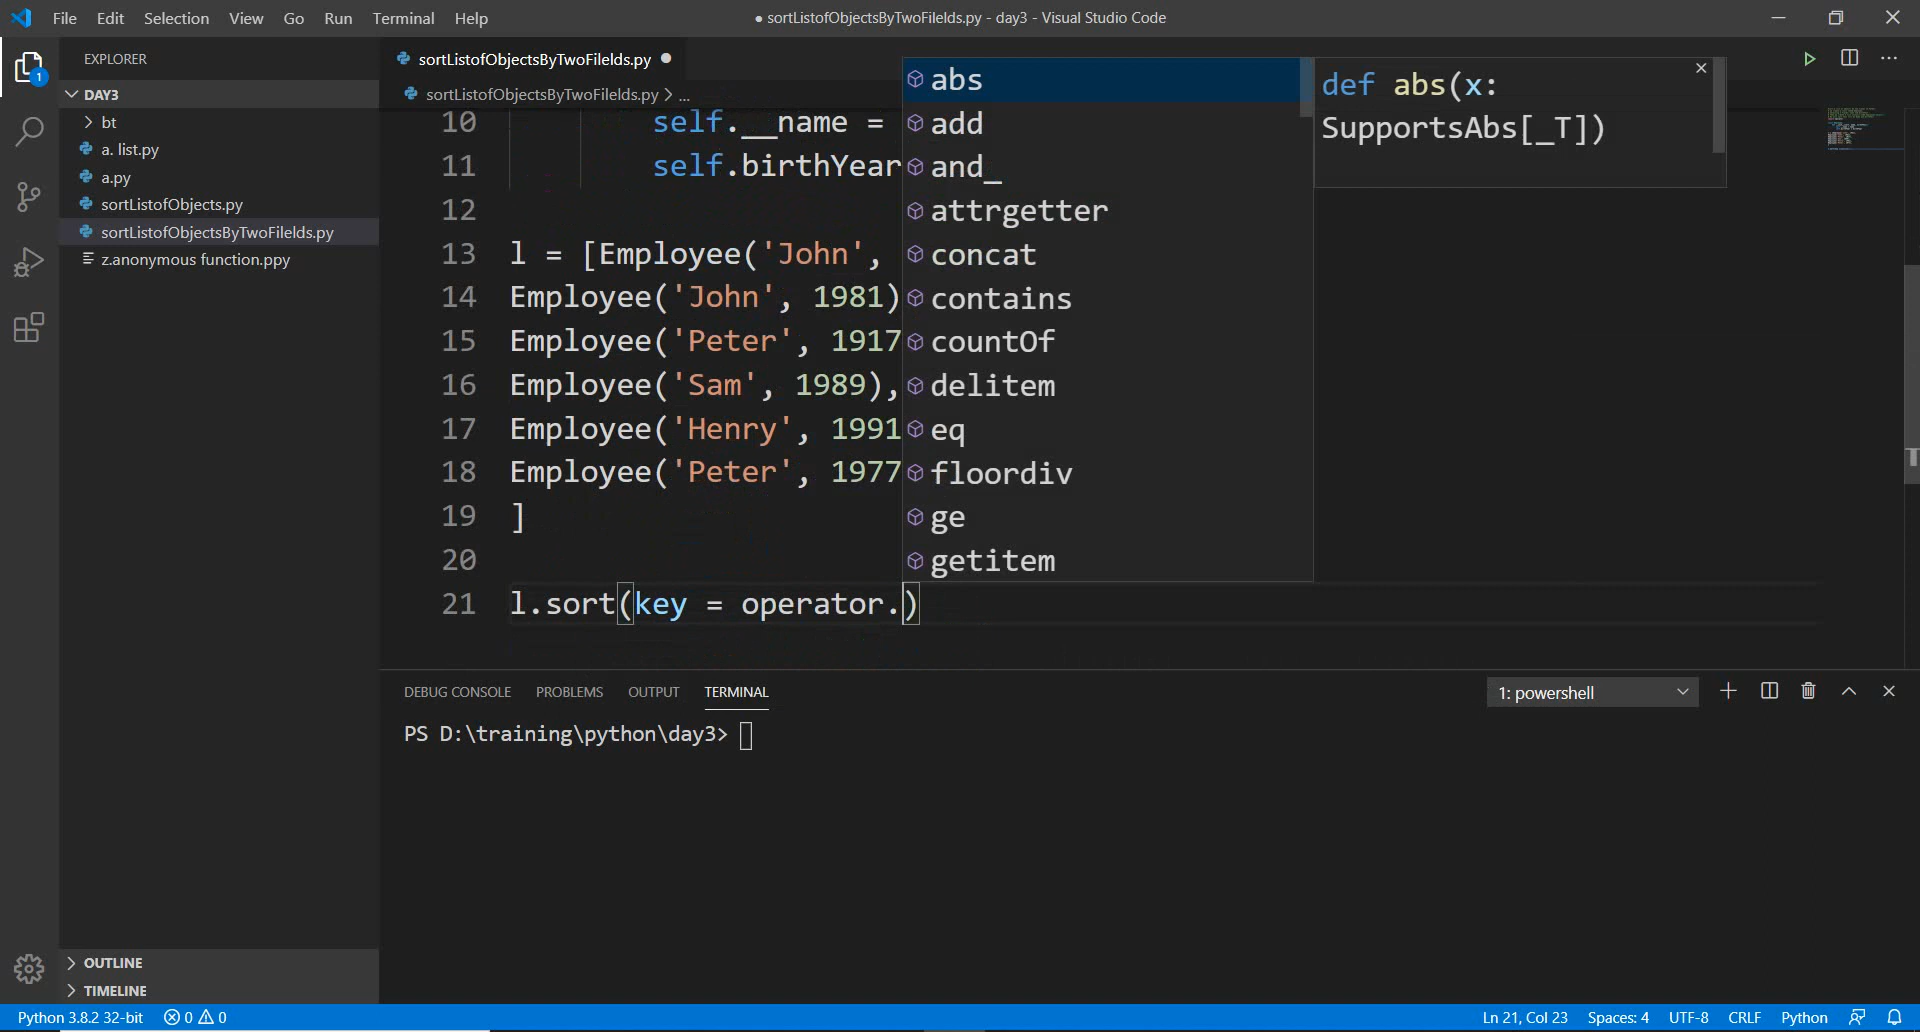 File Edit Selection View Go Run Terminal Help
● sortListofObjectsByTwoFilelds.py - day3 - Visual Studio Code
1
EXPLORER
DAY3
bt
a. list.py
a.py
sortListofObjects.py
sortListofObjectsByTwoFilelds.py
z.anonymous function.ppy
OUTLINE
TIMELINE
sortListofObjectsByTwoFilelds.py ●
sortListofObjectsByTwoFilelds.py > ...
10 self.__name =
11 self.birthYear
12
13 l = [Employee('John',
14 Employee('John', 1981)
15 Employee('Peter', 1917
16 Employee('Sam', 1989),
17 Employee('Henry', 1991
18 Employee('Peter', 1977
19 ]
20
21 l.sort(key = operator.)
abs
add
and_
attrgetter
concat
contains
countOf
delitem
eq
floordiv
ge
getitem
def abs(x:
SupportsAbs[_T])
DEBUG CONSOLE PROBLEMS OUTPUT TERMINAL
1: powershell
PS D:\training\python\day3>
Python 3.8.2 32-bit 0 0
Ln 21, Col 23 Spaces: 4 UTF-8 CRLF Python